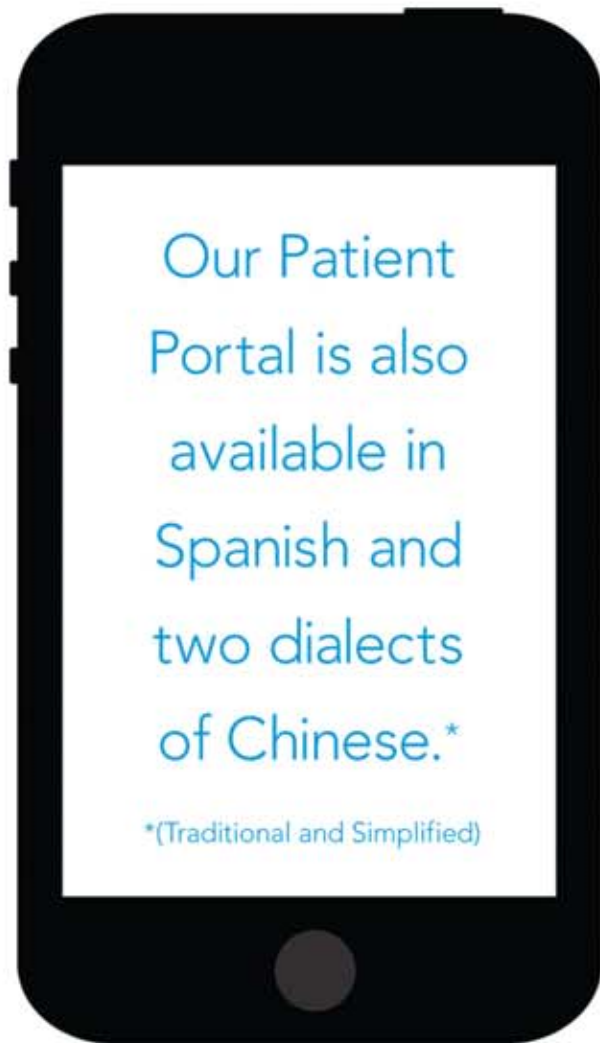 Our Patient
Portal is also
available in
Spanish and
two dialects
of Chinese.*
*(Traditional and Simplified)